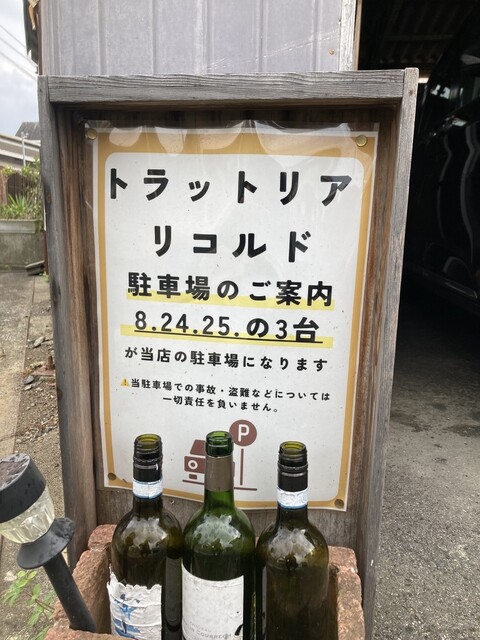 トラットリア
リコルド
駐車場のご案内
8.24.25.の3台
が当店の駐車場になります
⚠当駐車場での事故・盗難などについては
一切責任を負いません。
P